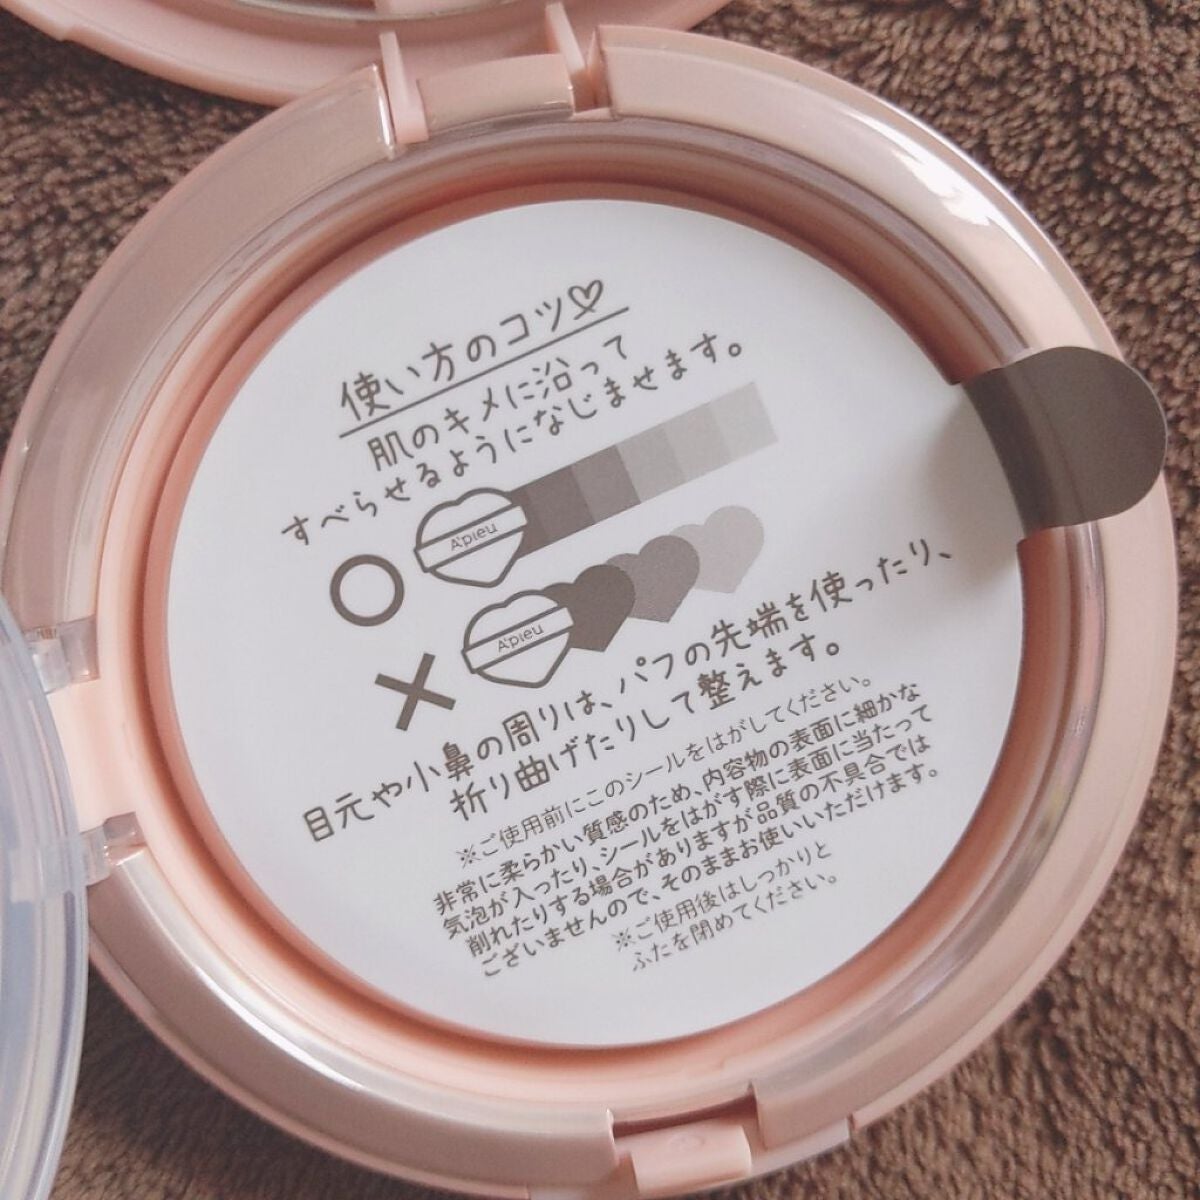 使い方のコツ♡
肌のキメに沿って
すべらせるようになじませます。
A'pieu
A'pieu
目元や小鼻の周りは、パフの先端を使ったり、
折り曲げたりして整えます。
※ご使用前にこのシールをはがしてください。
非常に柔らかい質感のため、内容物の表面に細かな
気泡が入ったり、シールをはがす際に表面に当たって
削れたりする場合がありますが品質の不具合では
ございませんので、そのままお使いいただけます。
※ご使用後はしっかりと
ふたを閉めてください。